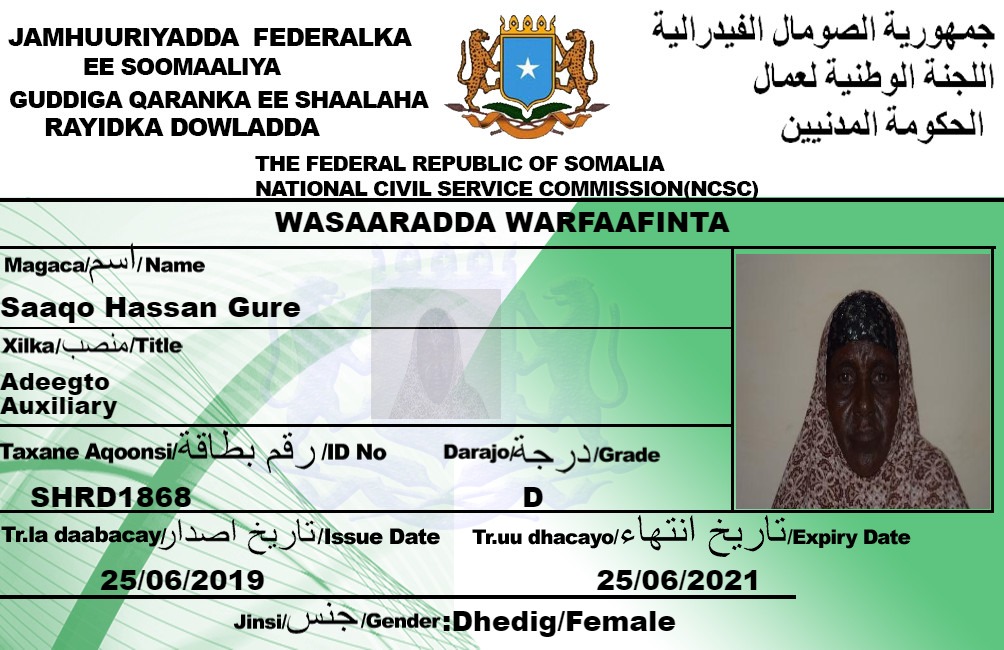 JAMHUURIYADDA FEDERALKA
EE SOOMAALIYA
GUDDIGA QARANKA EE SHAALAHA
RAYIDKA DOWLADDA
جمهورية الصومال الفيدرالية
اللجنة الوطنية لعمال
الحكومة المدنيين
THE FEDERAL REPUBLIC OF SOMALIA
NATIONAL CIVIL SERVICE COMMISSION(NCSC)
WASAARADDA WARFAAFINTA
Magaca/اسم/Name
Saaqo Hassan Gure
Xilka/منصب/Title
Adeegto
Auxiliary
Taxane Aqoonsi/رقم بطاقة/ID No
Darajo/درجة/Grade
SHRD1868
D
Tr.la daabacay/تاريخ اصدار/Issue Date
Tr.uu dhacayo/تاريخ انتهاء/Expiry Date
25/06/2019
25/06/2021
Jinsi/جنس/Gender:Dhedig/Female